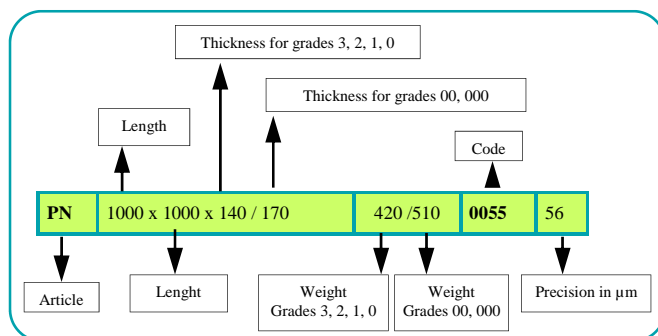 Thickness for grades 3, 2, 1, 0
Thickness for grades 00, 000
Length
Code
PN 1000 x 1000 x 140 / 170 420 /510 0055 56
Article
Lenght
Weight
Grades 3, 2, 1, 0
Weight
Grades 00, 000
Precision in µm